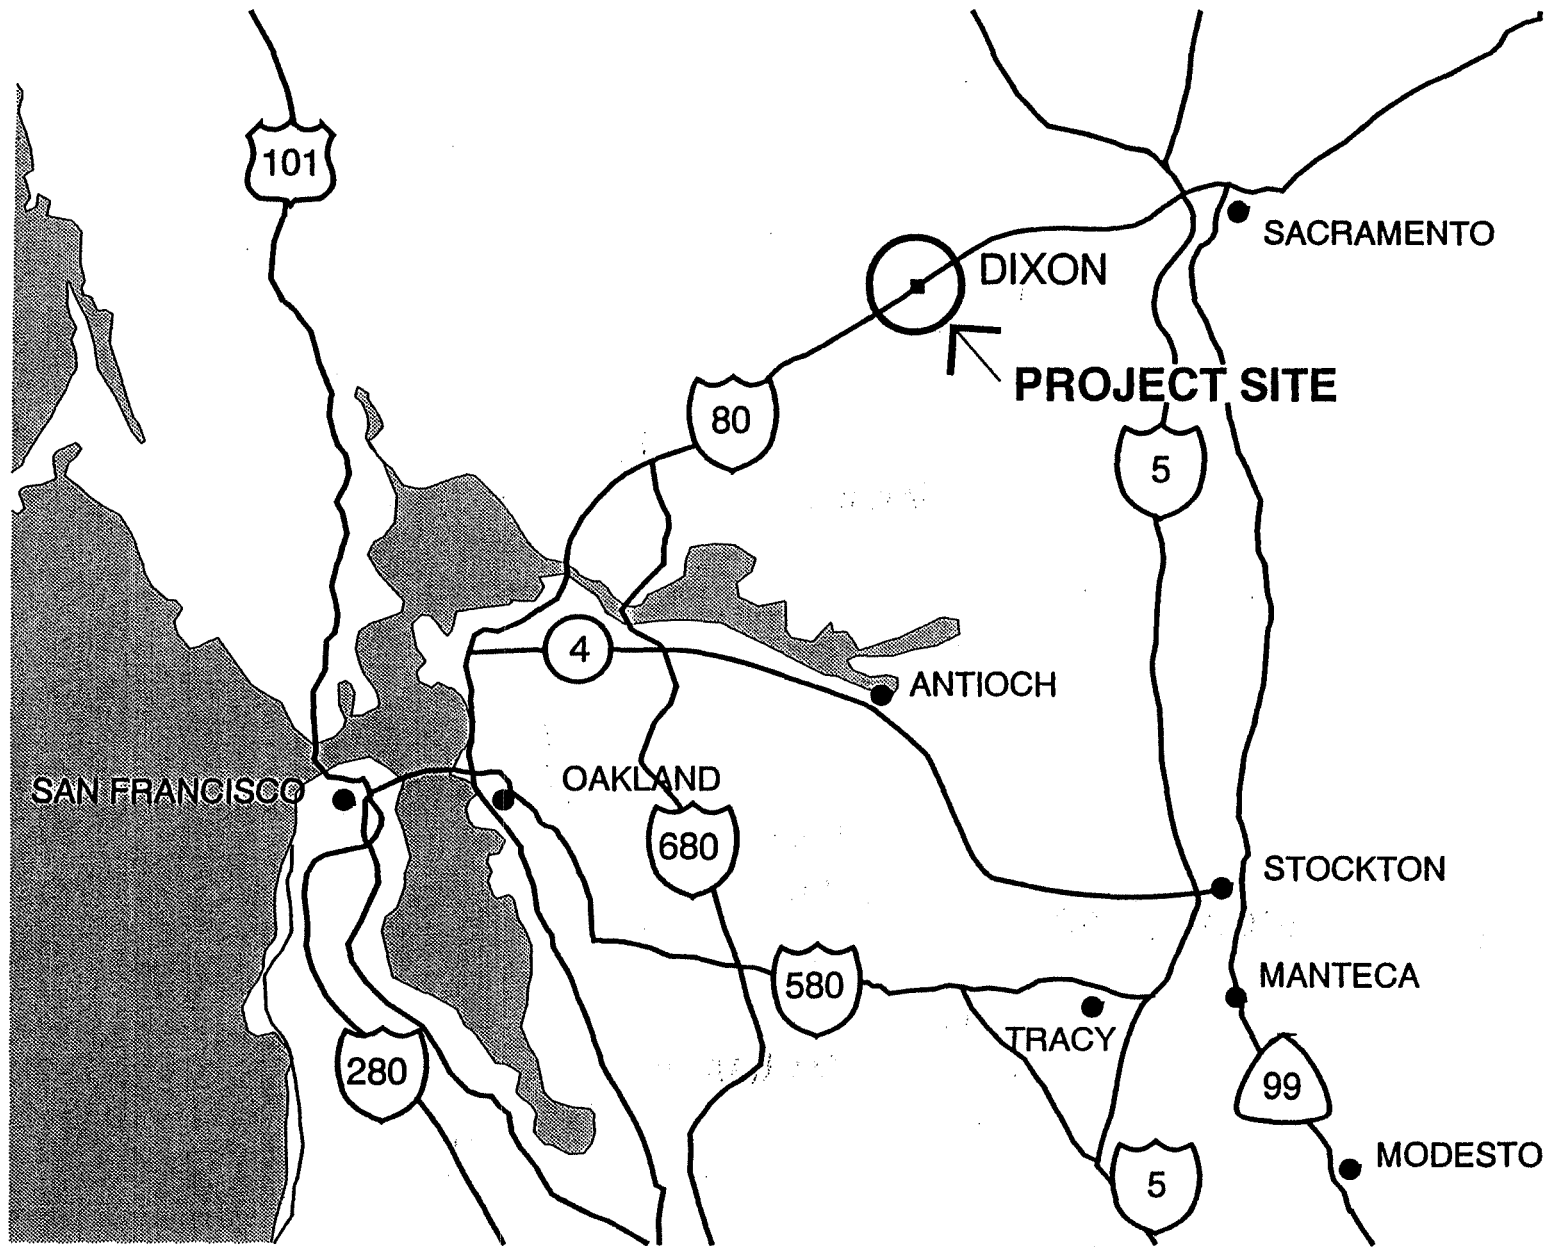 101
SACRAMENTO
DIXON
PROJECT SITE
80
5
4
ANTIOCH
OAKLAND
SAN FRANCISCO
680
STOCKTON
MANTECA
580
TRACY
280
99
MODESTO
5